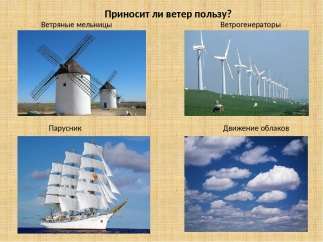 Приносит ли ветер пользу?
Ветряные мельницы
Ветрогенераторы
Парусник
Движение облаков